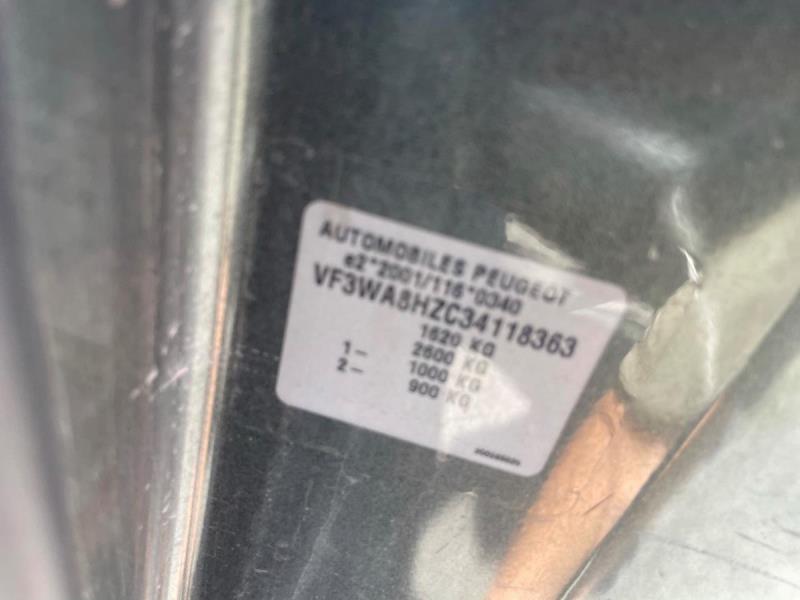 AUTOMOBILES PEUGEOT
e2*2001/116*0340
VF3WA8HZC34118363
1620 KG
2600 KG
1– 1000 KG
2– 900 KG